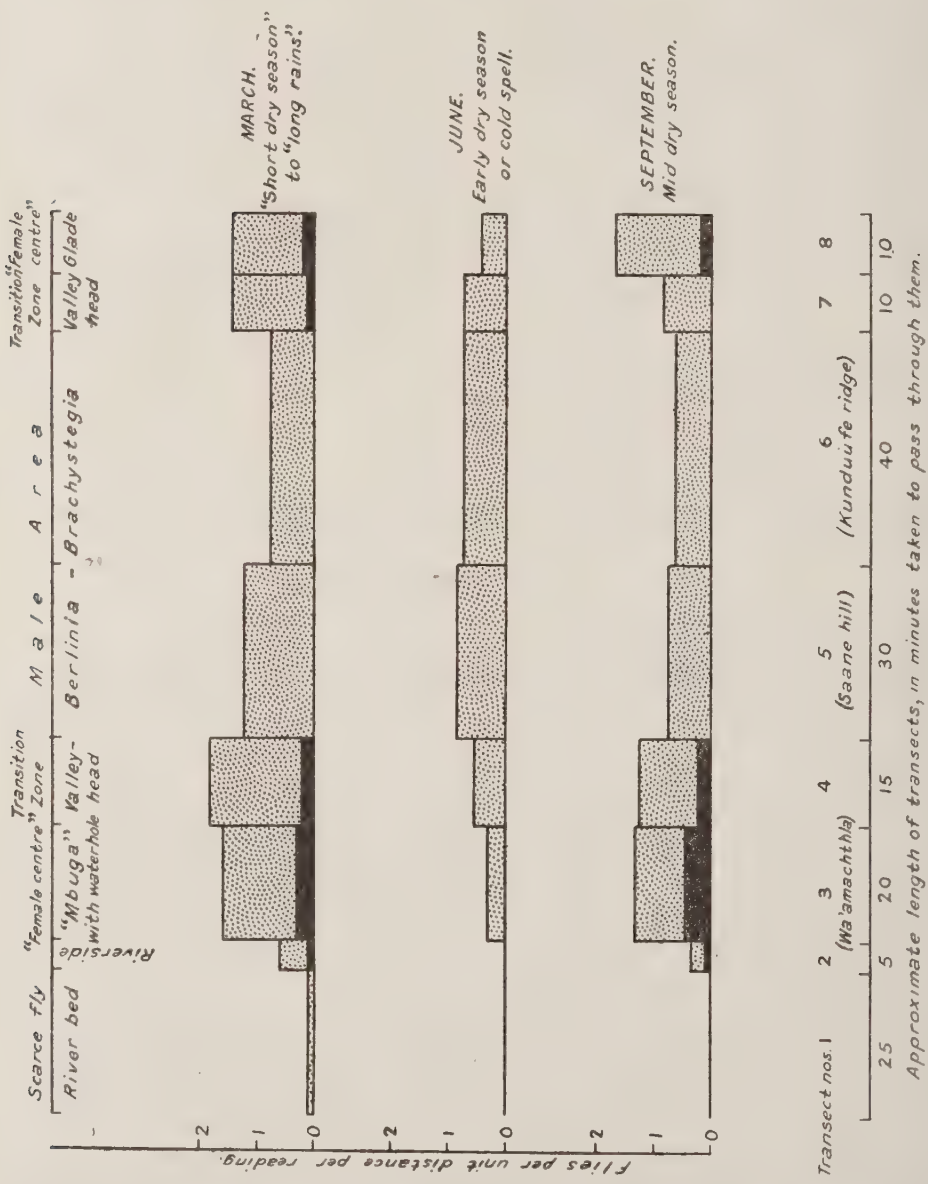 Scarce fly "Female centre" Transition Zone Male Area Transition Zone "Female centre"
River bed Riverside "Mbuga" with waterhole Valley-head Berlinia - Brachystegia Valley head Glade
Flies per unit distance per reading.
2
1
0
MARCH.
"Short dry season"
to "long rains".
2
1
0
JUNE.
Early dry season
or cold spell.
2
1
0
SEPTEMBER.
Mid dry season.
Transect nos. 1 2 3 4 5 6 7 8
(Wa'amachthla) (Saane hill) (Kunduufe ridge)
25 5 20 15 30 40 10 10
Approximate length of transects, in minutes taken to pass through them.